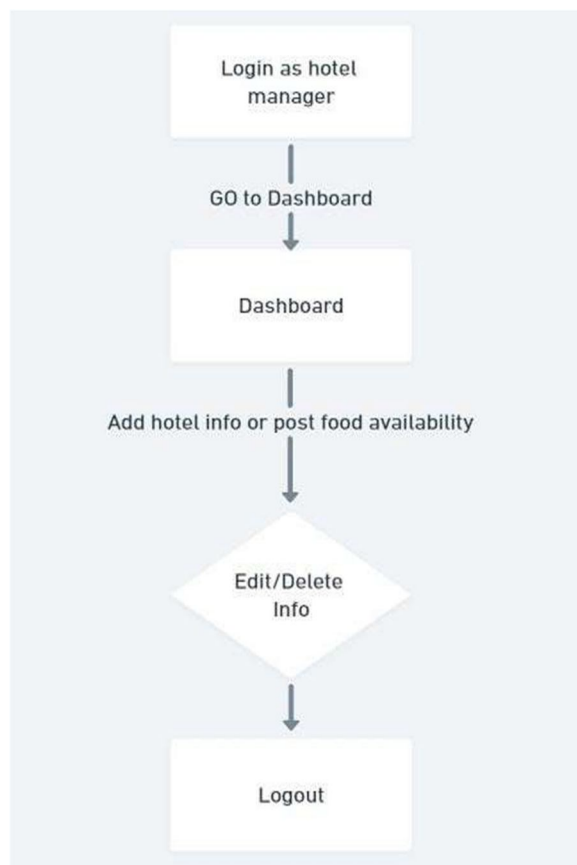 Login as hotel
manager
GO to Dashboard
Dashboard
Add hotel info or post food availability
Edit/Delete
Info
Logout